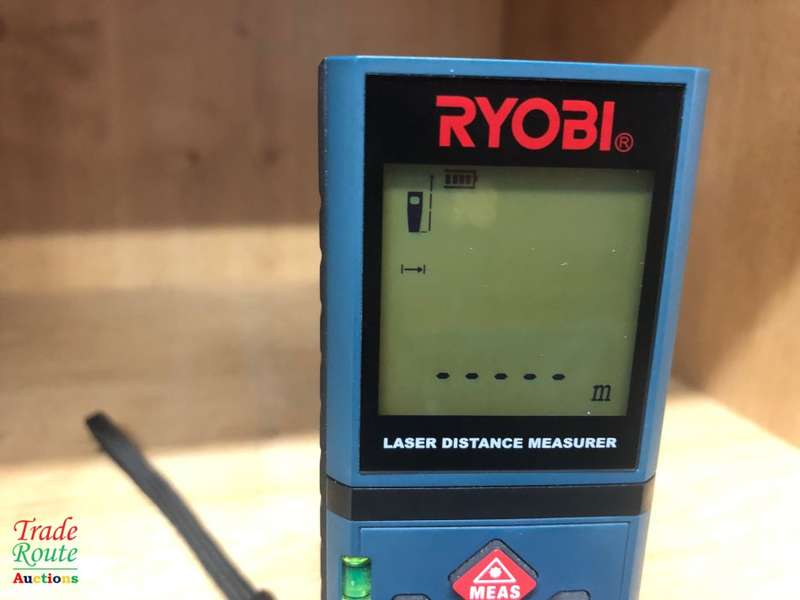 RYOBI®
- - - - -
m
LASER DISTANCE MEASURER
MEAS
Trade
Route
Auctions